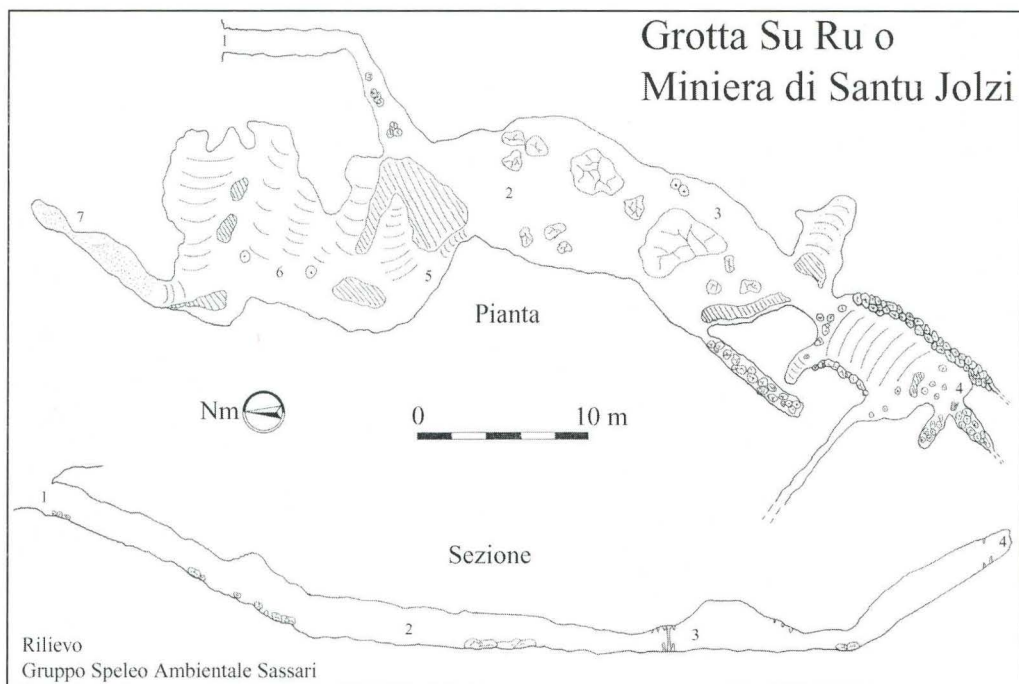 Grotta Su Ru o
Miniera di Santu Jolzi
1
2
3
7
6
5
4
Pianta
Nm
0 10 m
1
Sezione
4
2
3
Rilievo
Gruppo Speleo Ambientale Sassari